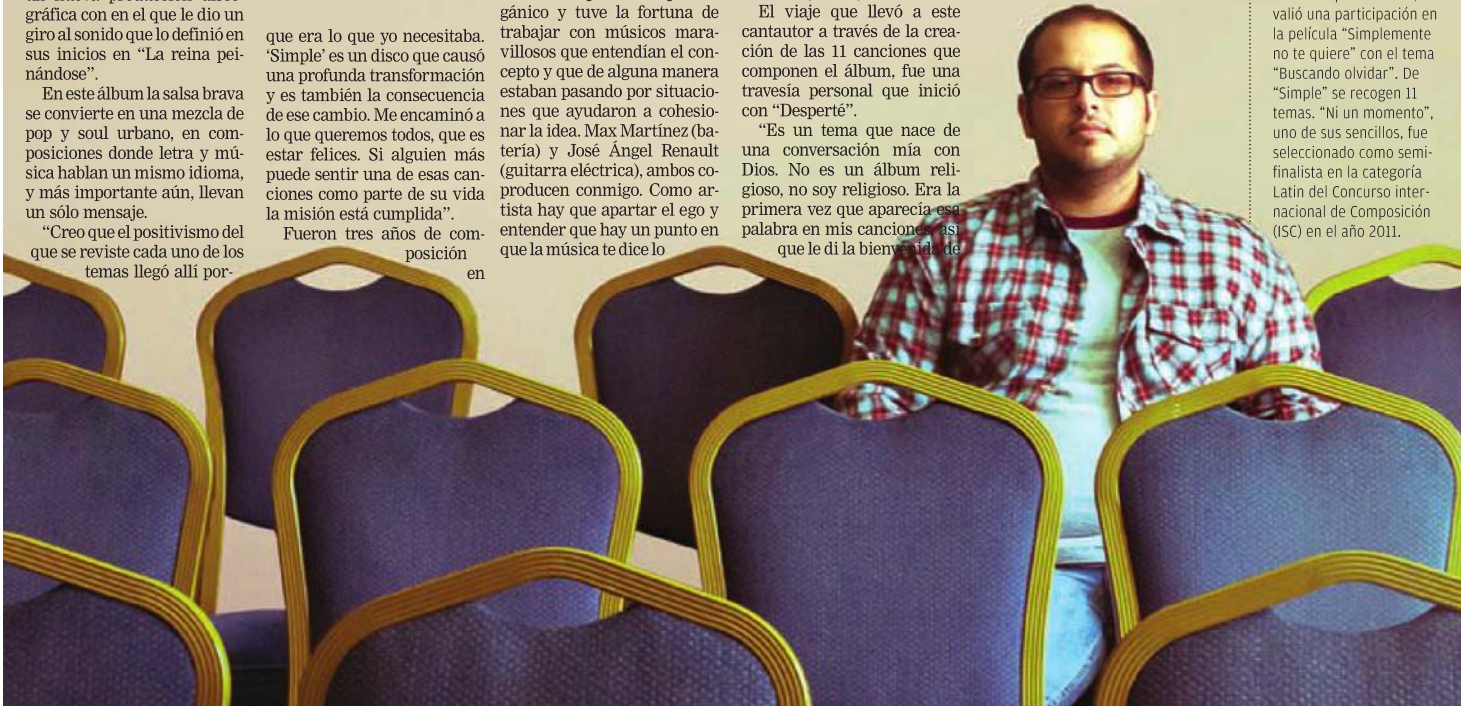 gráfica con en el que le dio un
giro al sonido que lo definió en
sus inicios en “La reina pei-
nándose”.
En este álbum la salsa brava
se convierte en una mezcla de
pop y soul urbano, en com-
posiciones donde letra y mú-
sica hablan un mismo idioma,
y más importante aún, llevan
un sólo mensaje.
“Creo que el positivismo del
que se reviste cada uno de los
temas llegó allí por-
que era lo que yo necesitaba.
‘Simple’ es un disco que causó
una profunda transformación
y es también la consecuencia
de ese cambio. Me encaminó a
lo que queremos todos, que es
estar felices. Si alguien más
puede sentir una de esas can-
ciones como parte de su vida
la misión está cumplida”.
Fueron tres años de com-
posición
en
gánico y tuve la fortuna de
trabajar con músicos mara-
villosos que entendían el con-
cepto y que de alguna manera
estaban pasando por situacio-
nes que ayudaron a cohesio-
nar la idea. Max Martínez (ba-
tería) y José Ángel Renault
(guitarra eléctrica), ambos co-
producen conmigo. Como ar-
tista hay que apartar el ego y
entender que hay un punto en
que la música te dice lo
El viaje que llevó a este
cantautor a través de la crea-
ción de las 11 canciones que
componen el álbum, fue una
travesía personal que inició
con “Desperté”.
“Es un tema que nace de
una conversación mía con
Dios. No es un álbum reli-
gioso, no soy religioso. Era la
primera vez que aparecía esa
palabra en mis canciones, así
que le di la bienvenida de
valió una participación en
la película “Simplemente
no te quiere” con el tema
“Buscando olvidar”. De
“Simple” se recogen 11
temas. “Ni un momento”,
uno de sus sencillos, fue
seleccionado como semi-
finalista en la categoría
Latin del Concurso inter-
nacional de Composición
(ISC) en el año 2011.